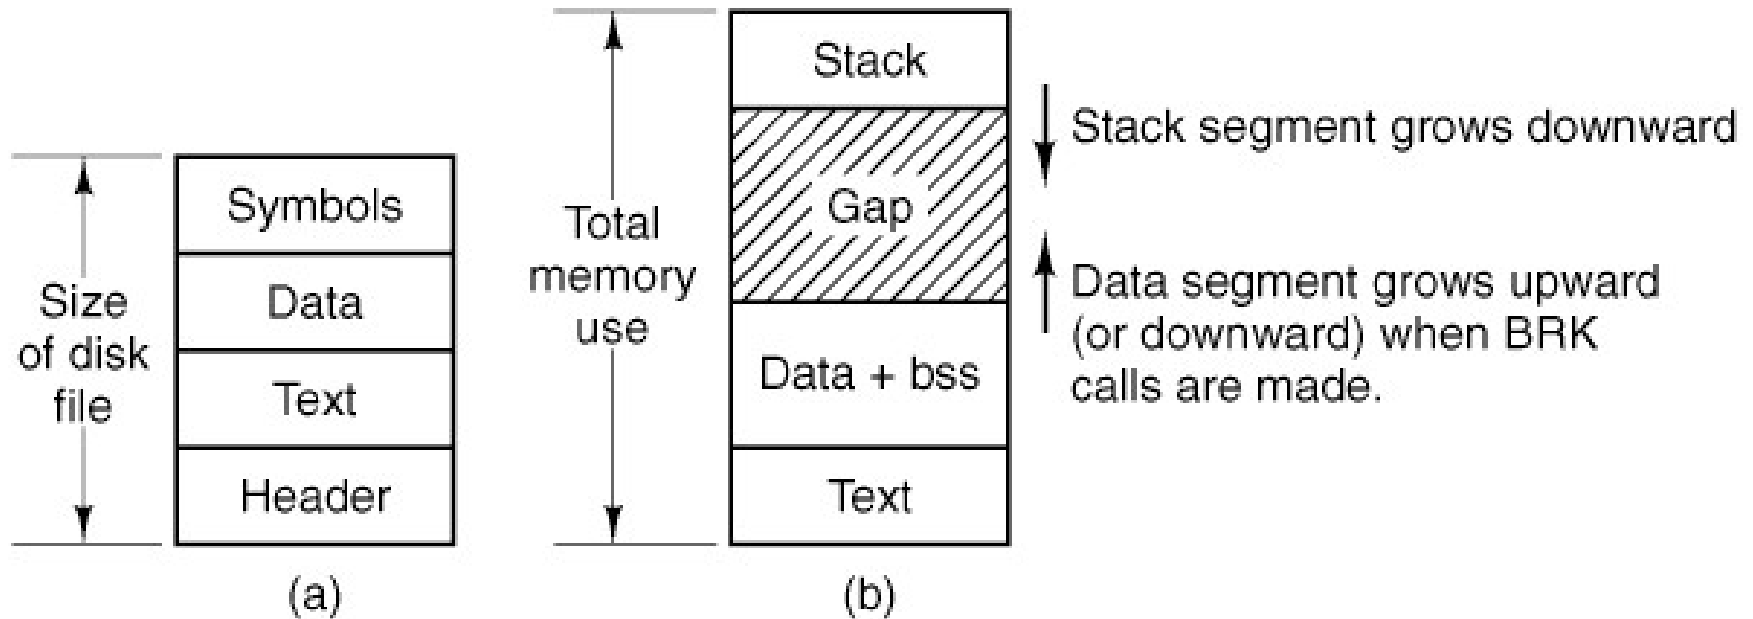 Size
of disk
file
Symbols
Data
Text
Header
(a)
Total
memory
use
Stack
Gap
Data + bss
Text
(b)
Stack segment grows downward
Data segment grows upward
(or downward) when BRK
calls are made.